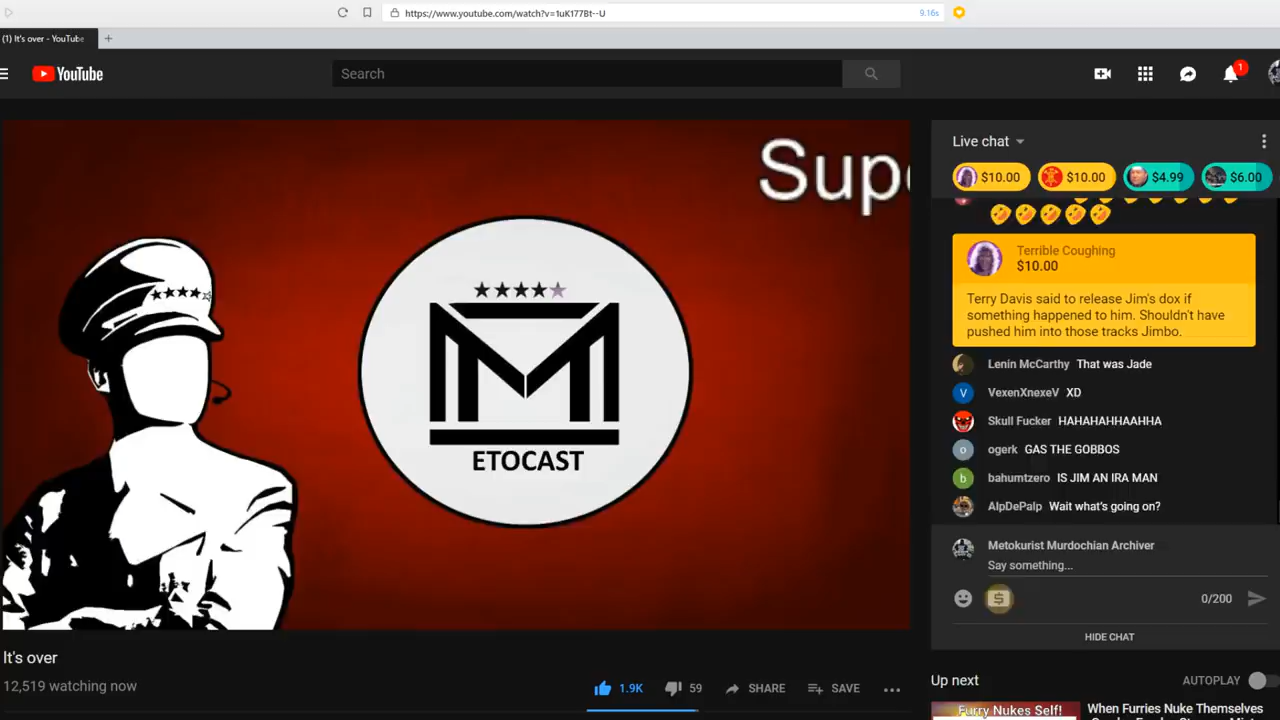 https://www.youtube.com/watch?v=1uK177Bt--U
9.16s
(1) It's over - YouTube
YouTube
Search
1
Supe
ETOCAST
Live chat
$10.00
$10.00
$4.99
$6.00
Terrible Coughing
$10.00
Terry Davis said to release Jim's dox if
something happened to him. Shouldn't have
pushed him into those tracks Jimbo.
Lenin McCarthy That was Jade
V VexenXnexeV XD
Skull Fucker HAHAHAHHAAHHA
o ogerk GAS THE GOBBOS
b bahumtzero IS JIM AN IRA MAN
AlpDePalp Wait what's going on?
Metokurist Murdochian Archiver
Say something...
0/200
HIDE CHAT
It's over
12,519 watching now
1.9K
59
SHARE
SAVE
Up next
AUTOPLAY
Furry Nukes Self!
When Furries Nuke Themselves